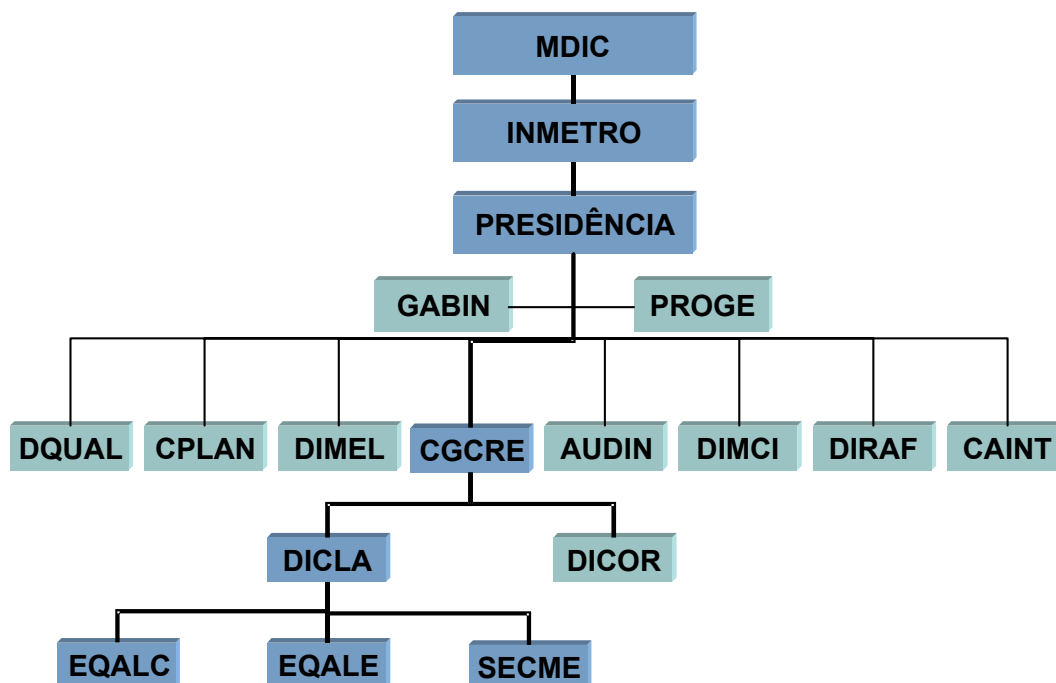 MDIC
INMETRO
PRESIDÊNCIA
GABIN PROGE
DQUAL CPLAN DIMEL CGCRE AUDIN DIMCI DIRAF CAINT
DICLA DICOR
EQALC EQALE SECME